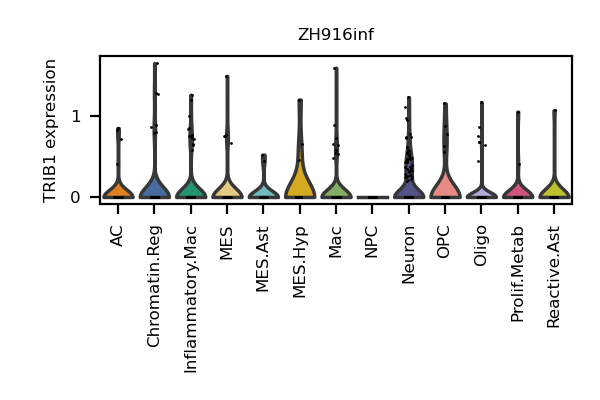 ZH916inf
TRIB1 expression
1
0
AC
Chromatin.Reg
Inflammatory.Mac
MES
MES.Ast
MES.Hyp
Mac
NPC
Neuron
OPC
Oligo
Prolif.Metab
Reactive.Ast